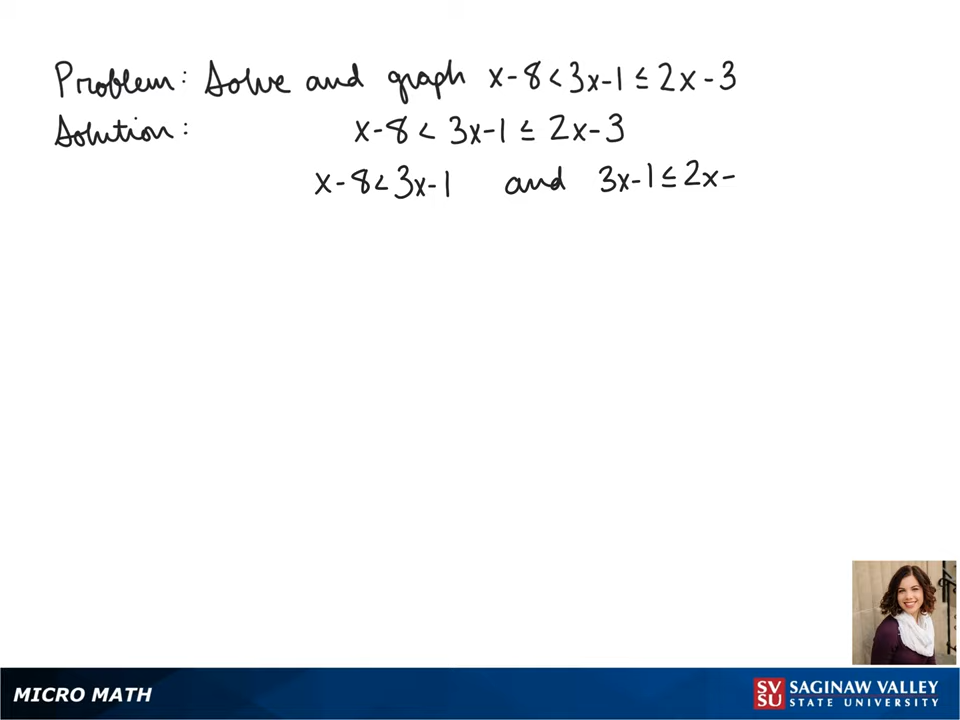 Problem: Solve and graph x-8<3x-1≤2x-3
Solution: x-8<3x-1≤2x-3
x-8<3x-1 and 3x-1≤2x-
MICRO MATH
SVSU SAGINAW VALLEY
STATE UNIVERSITY